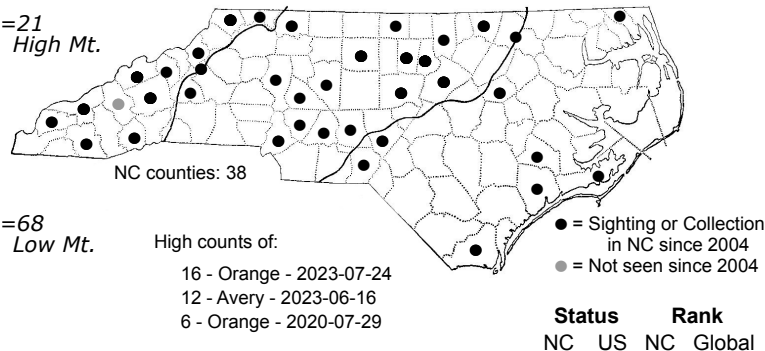 =21
High Mt.
NC counties: 38
=68
Low Mt.
High counts of:
16 - Orange - 2023-07-24
12 - Avery - 2023-06-16
6 - Orange - 2020-07-29
= Sighting or Collection
in NC since 2004
= Not seen since 2004
Status Rank
NC US NC Global